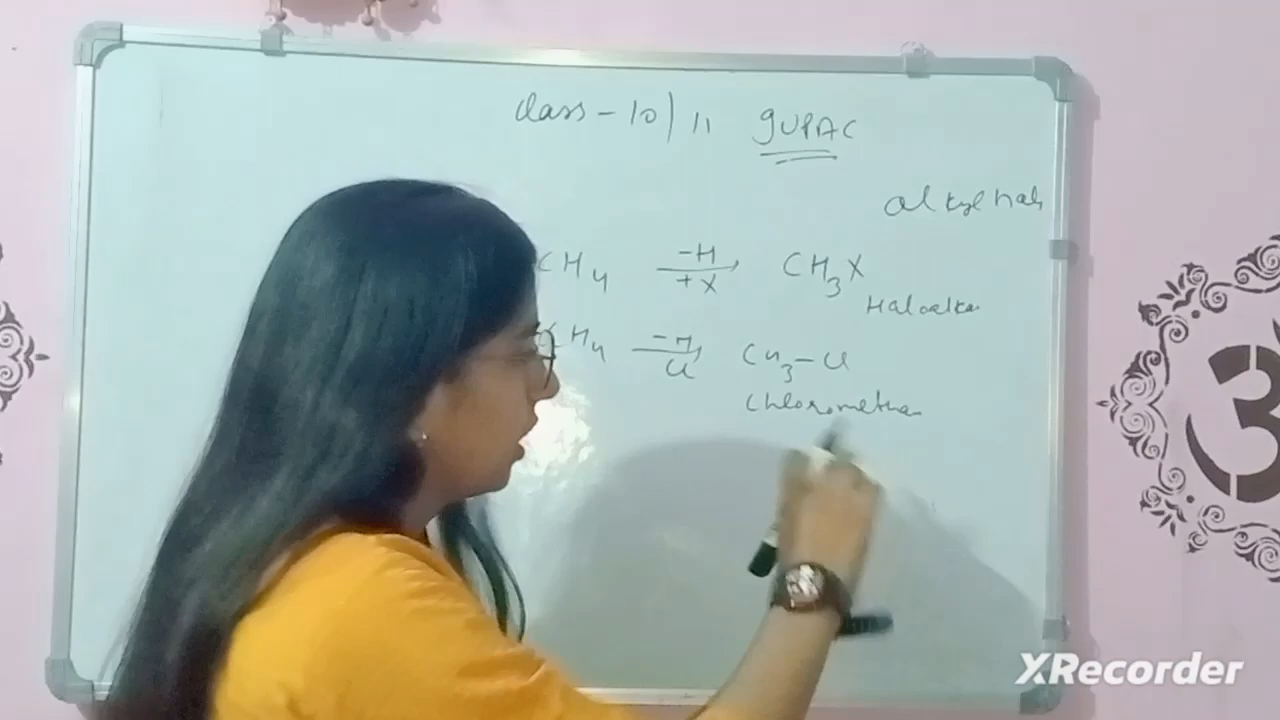 Class - 10 / 11 IUPAC
alkyl hal
CH4 -H +X CH3X
Haloalka
CH4 -H Cl CH3 - Cl
Chlorometha
XRecorder